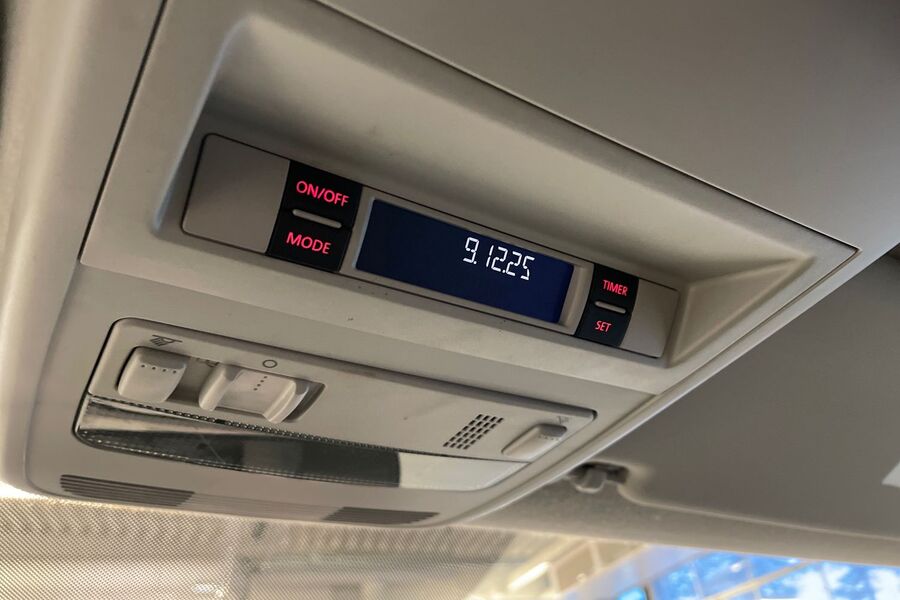 ON/OFF
MODE
9.12.25
TIMER
SET